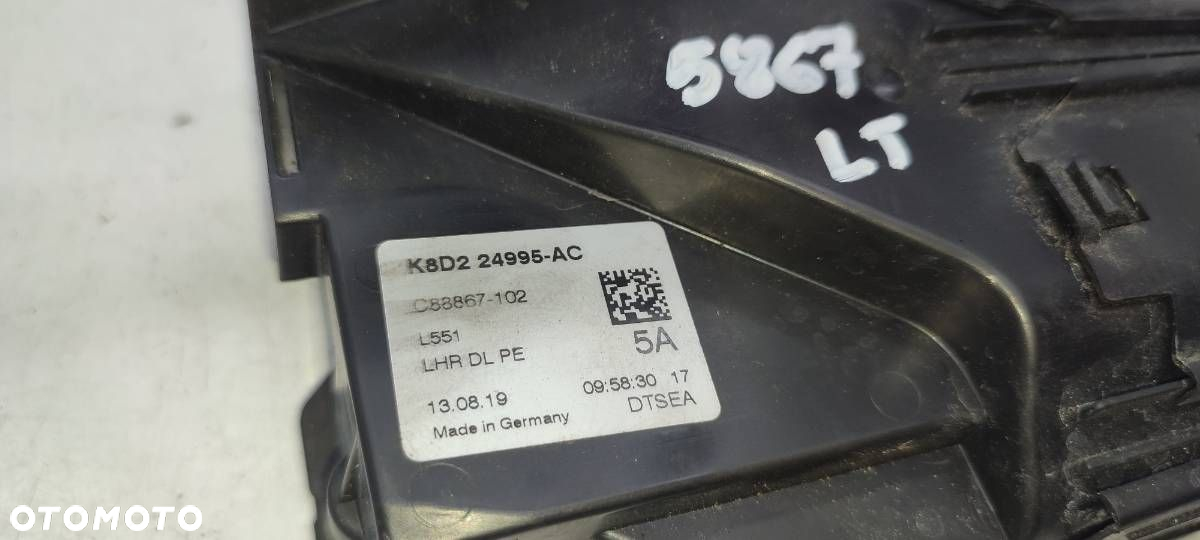 5867
LT
K8D2 24995-AC
C88867-102
L551
LHR DL PE
5A
13.08.19
09:58:30 17
Made in Germany
DTSEA
OTOMOTO